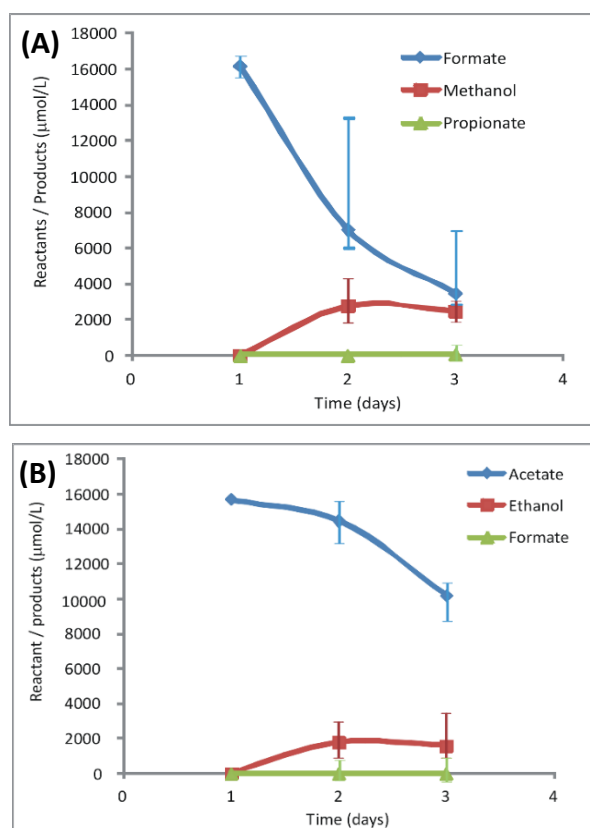 (A)
18000
16000
14000
12000
10000
8000
6000
4000
2000
0
Reactants / Products (µmol/L)
Formate
Methanol
Propionate
0 1 2 3 4
Time (days)
(B)
18000
16000
14000
12000
10000
8000
6000
4000
2000
0
Reactant / products (µmol/L)
Acetate
Ethanol
Formate
0 1 2 3 4
Time (days)